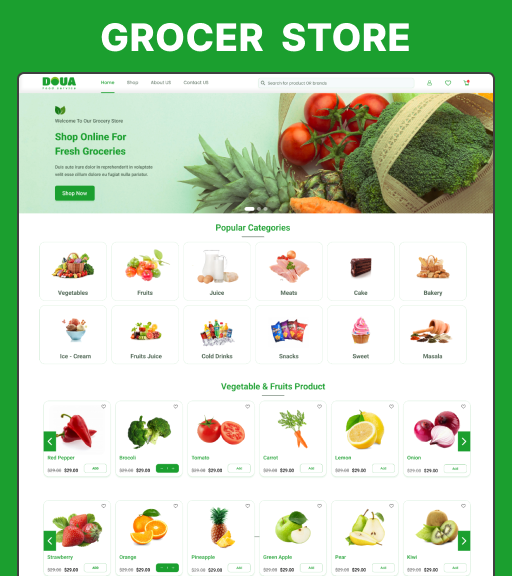 GROCER STORE
DOUA
FOOD SERVICE
Home
Shop
About US
Contact US
Search for product OR brands
Welcome To Our Grocery Store
Shop Online For
Fresh Groceries
Duis aute irure dolor in reprehenderit in voluptate
velit esse cillum dolore eu fugiat nulla pariatur.
Shop Now
Popular Categories
Vegetables
Fruits
Juice
Meats
Cake
Bakery
Ice - Cream
Fruits Juice
Cold Drinks
Snacks
Sweet
Masala
Vegetable & Fruits Product
Red Pepper
Brocoli
Tomato
Carrot
Lemon
Onion
$29.00 $29.00 Add
$29.00 $29.00
$29.00 $29.00 Add
$29.00 $29.00 Add
$29.00 $29.00 Add
$29.00 $29.00 Add
Strawberry
Orange
Pineapple
Green Apple
Pear
Kiwi
$29.00 $29.00 Add
$29.00 $29.00
$29.00 $29.00 Add
$29.00 $29.00 Add
$29.00 $29.00 Add
$29.00 $29.00 Add